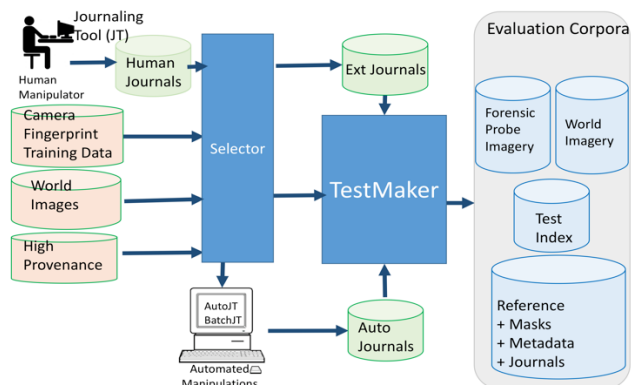 Journaling
Tool (JT)
Human
Manipulator
Human
Journals
Camera
Fingerprint
Training Data
World
Images
High
Provenance
Selector
AutoJT
BatchJT
Automated
Manipulations
Ext Journals
TestMaker
Auto
Journals
Evaluation Corpora
Forensic
Probe
Imagery
World
Imagery
Test
Index
Reference
+ Masks
+ Metadata
+ Journals